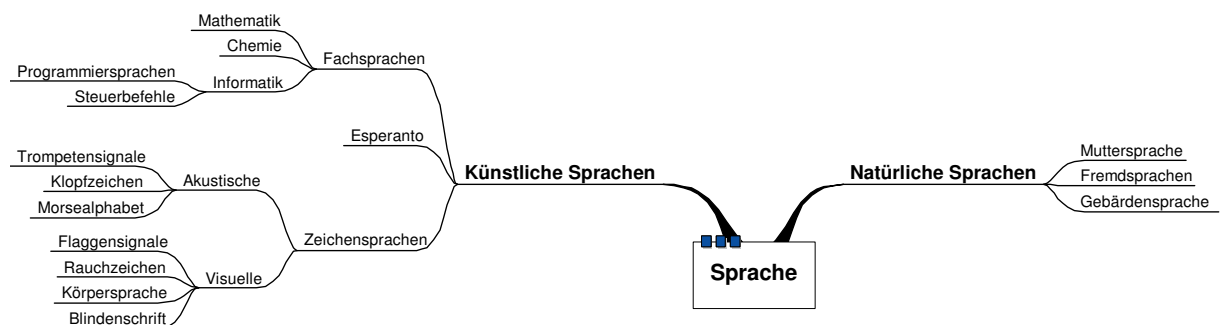 Mathematik
Chemie
Fachsprachen
Programmiersprachen
Informatik
Steuerbefehle
Esperanto
Künstliche Sprachen
Trompetensignale
Klopfzeichen
Akustische
Morsealphabet
Zeichensprachen
Flaggensignale
Rauchzeichen
Visuelle
Körpersprache
Blindenschrift
Natürliche Sprachen
Muttersprache
Fremdsprachen
Gebärdensprache
Sprache